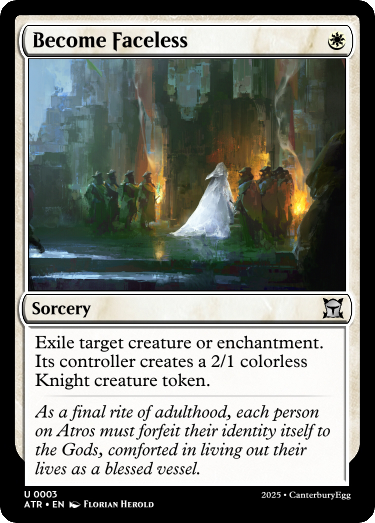 Become Faceless
Sorcery
Exile target creature or enchantment.
Its controller creates a 2/1 colorless
Knight creature token.
As a final rite of adulthood, each person
on Atros must forfeit their identity itself to
the Gods, comforted in living out their
lives as a blessed vessel.
U 0003
ATR • EN Florian Herold
2025 • CanterburyEgg